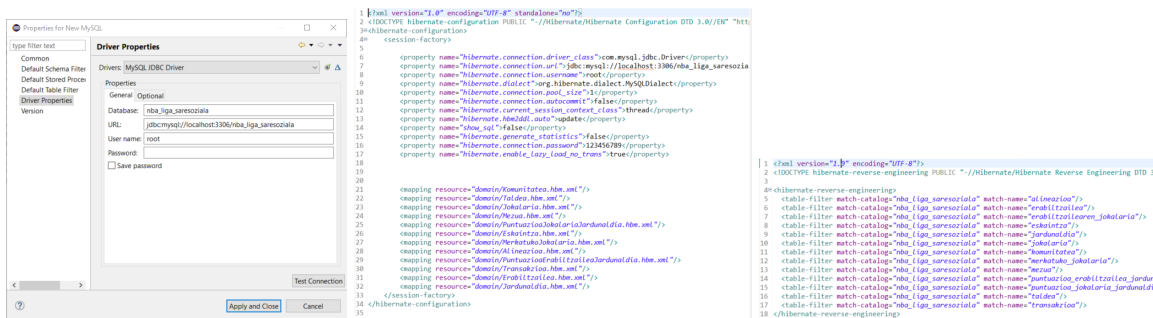 Properties for New MySQL
type filter text
Common
Default Schema Filter
Default Stored Proce
Default Table Filter
Driver Properties
Version
Driver Properties
Drivers: MySQL JDBC Driver
Properties
General Optional
Database: nba_liga_saresoziala
URL: jdbc:mysql://localhost:3306/nba_liga_saresoziala
User name: root
Password:
Save password
Test Connection
Apply and Close Cancel
1 <?xml version="1.0" encoding="UTF-8" standalone="no"?>
2 <!DOCTYPE hibernate-configuration PUBLIC "-//Hibernate/Hibernate Configuration DTD 3.0//EN" "htt
3 <hibernate-configuration>
4 <session-factory>
5
6 <property name="hibernate.connection.driver_class">com.mysql.jdbc.Driver</property>
7 <property name="hibernate.connection.url">jdbc:mysql://localhost:3306/nba_liga_saresozia
8 <property name="hibernate.connection.username">root</property>
9 <property name="hibernate.dialect">org.hibernate.dialect.MySQLDialect</property>
10 <property name="hibernate.connection.pool_size">1</property>
11 <property name="hibernate.connection.autocommit">false</property>
12 <property name="hibernate.current_session_context_class">thread</property>
13 <property name="hibernate.hbm2ddl.auto">update</property>
14 <property name="show_sql">false</property>
15 <property name="hibernate.generate_statistics">false</property>
16 <property name="hibernate.connection.password">123456789</property>
17 <property name="hibernate.enable_lazy_load_no_trans">true</property>
18
19
20
21 <mapping resource="domain/Komunitatea.hbm.xml"/>
22 <mapping resource="domain/Taldea.hbm.xml"/>
23 <mapping resource="domain/Jokalaria.hbm.xml"/>
24 <mapping resource="domain/Mezua.hbm.xml"/>
25 <mapping resource="domain/PuntuazioaJokalariaJardunaldia.hbm.xml"/>
26 <mapping resource="domain/Eskaintza.hbm.xml"/>
27 <mapping resource="domain/MerkatukoJokalaria.hbm.xml"/>
28 <mapping resource="domain/Alineazioa.hbm.xml"/>
29 <mapping resource="domain/PuntuazioaErabiltzaileaJardunaldia.hbm.xml"/>
30 <mapping resource="domain/Transakzioa.hbm.xml"/>
31 <mapping resource="domain/Erabiltzailea.hbm.xml"/>
32 <mapping resource="domain/Jardunaldia.hbm.xml"/>
33 </session-factory>
34 </hibernate-configuration>
35
1 <?xml version="1.0" encoding="UTF-8"?>
2 <!DOCTYPE hibernate-reverse-engineering PUBLIC "-//Hibernate/Hibernate Reverse Engineering DTD 3
3
4 <hibernate-reverse-engineering>
5 <table-filter match-catalog="nba_liga_saresoziala" match-name="alineazioa"/>
6 <table-filter match-catalog="nba_liga_saresoziala" match-name="erabiltzailea"/>
7 <table-filter match-catalog="nba_liga_saresoziala" match-name="erabiltzailearen_jokalaria"/>
8 <table-filter match-catalog="nba_liga_saresoziala" match-name="eskaintza"/>
9 <table-filter match-catalog="nba_liga_saresoziala" match-name="jardunaldia"/>
10 <table-filter match-catalog="nba_liga_saresoziala" match-name="jokalaria"/>
11 <table-filter match-catalog="nba_liga_saresoziala" match-name="komunitatea"/>
12 <table-filter match-catalog="nba_liga_saresoziala" match-name="merkatuko_jokalaria"/>
13 <table-filter match-catalog="nba_liga_saresoziala" match-name="mezua"/>
14 <table-filter match-catalog="nba_liga_saresoziala" match-name="puntuazioa_erabiltzailea_jardun
15 <table-filter match-catalog="nba_liga_saresoziala" match-name="puntuazioa_jokalaria_jardunaldi
16 <table-filter match-catalog="nba_liga_saresoziala" match-name="taldea"/>
17 <table-filter match-catalog="nba_liga_saresoziala" match-name="transakzioa"/>
18 </hibernate-reverse-engineering>